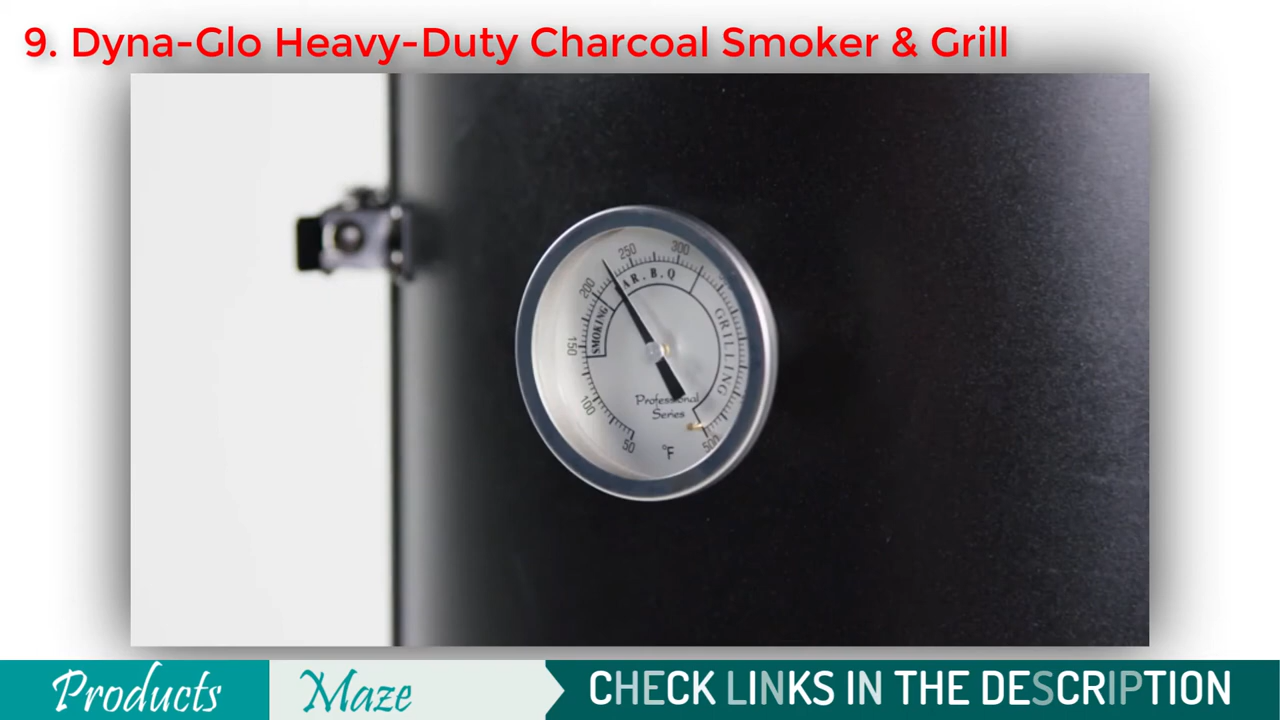 9. Dyna-Glo Heavy-Duty Charcoal Smoker & Grill
250
300
200
150
100
50
500
SMOKING
GRILLING
Professional
Series
°F
Products Maze CHECK LINKS IN THE DESCRIPTION